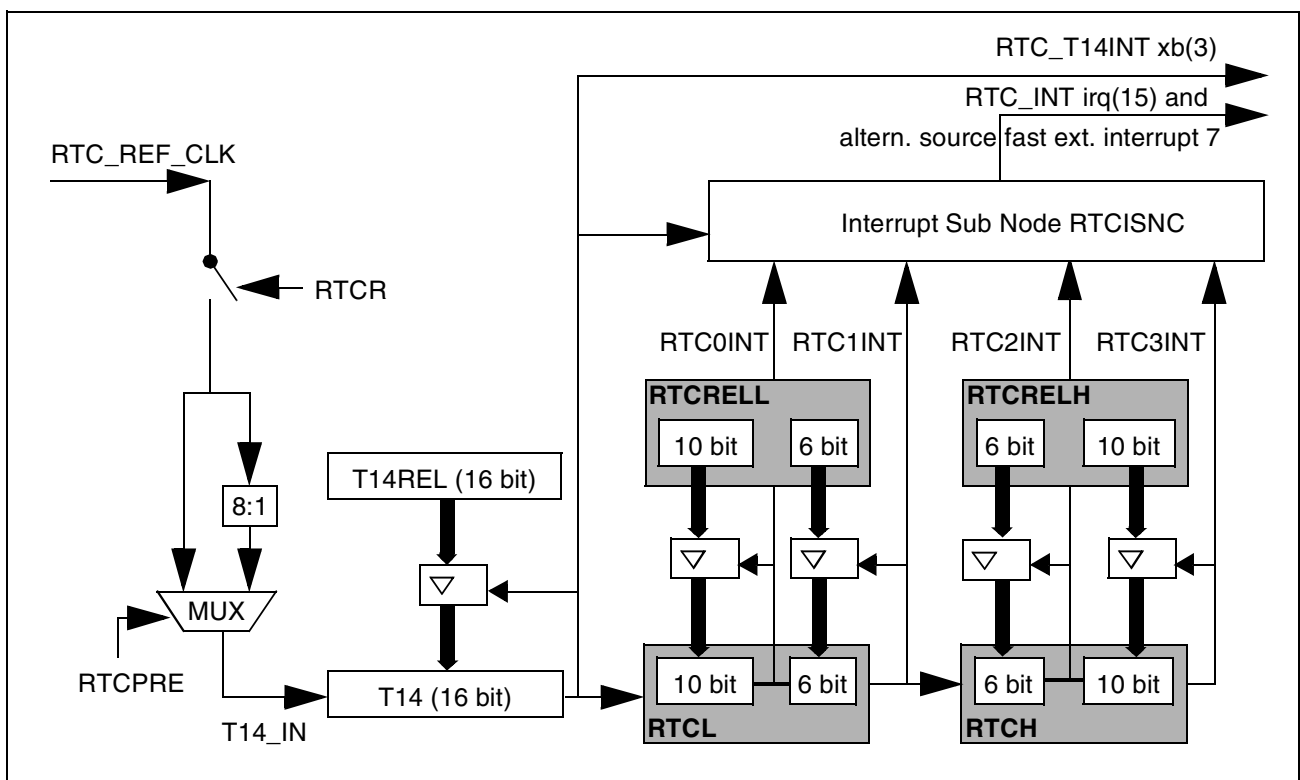 RTC_T14INT xb(3)
RTC_INT irq(15) and
altern. source fast ext. interrupt 7
RTC_REF_CLK
Interrupt Sub Node RTCISNC
RTCR
RTC0INT RTC1INT RTC2INT RTC3INT
RTCRELL RTCRELH
10 bit 6 bit 6 bit 10 bit
T14REL (16 bit)
8:1
MUX
RTCPRE
T14 (16 bit)
10 bit 6 bit 6 bit 10 bit
T14_IN
RTCL RTCH